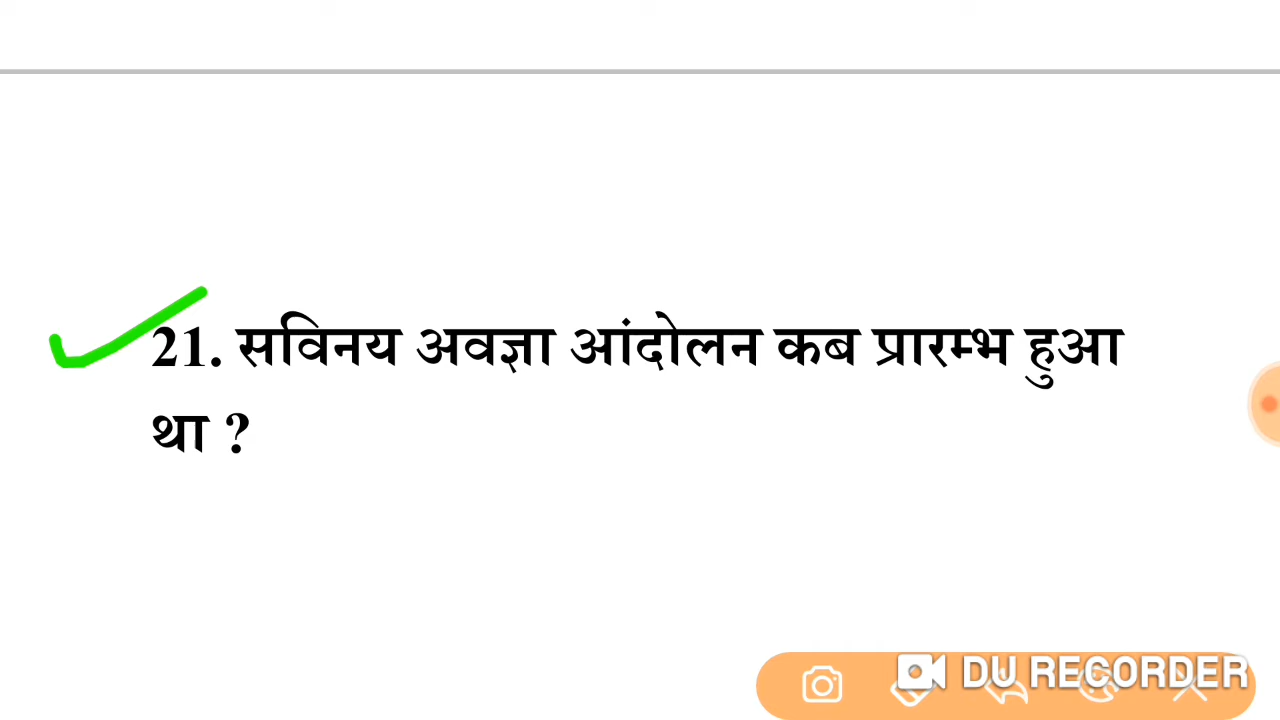 21. सविनय अवज्ञा आंदोलन कब प्रारम्भ हुआ
था ?
DU RECORDER